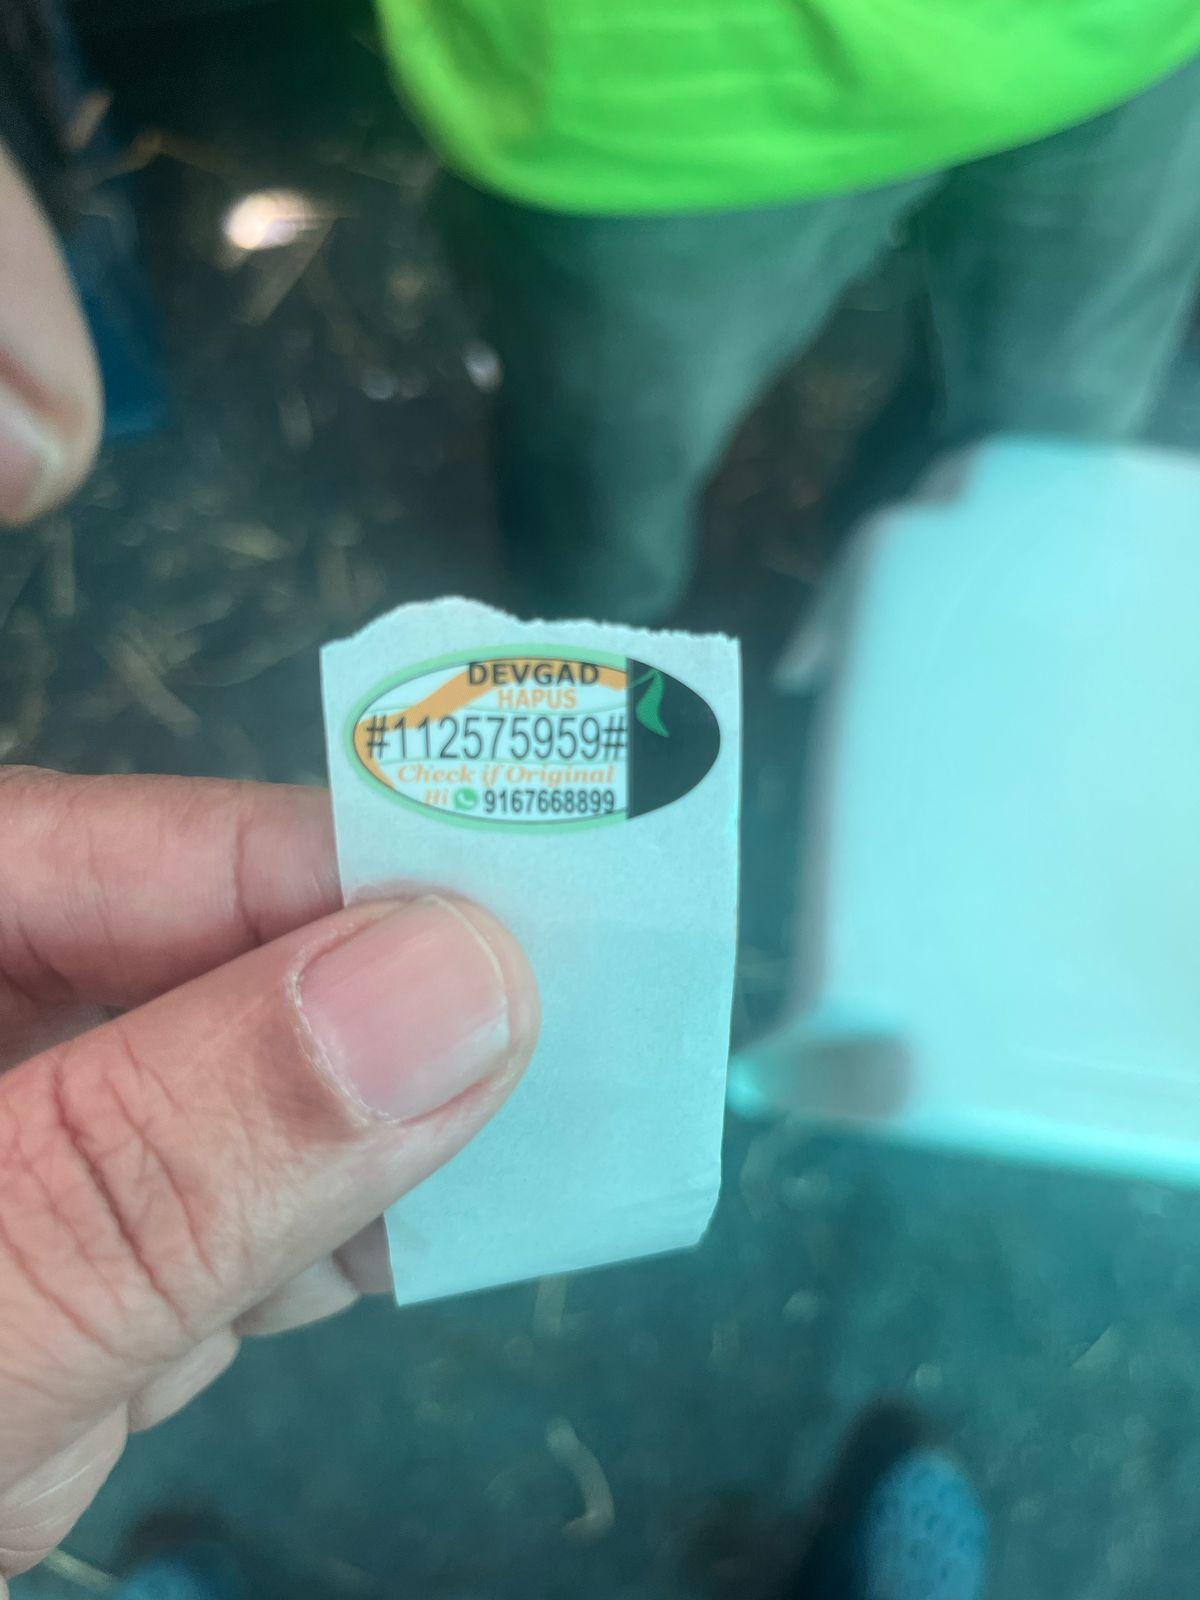 DEVGAD
HAPUS
#112575959#
Check if Original
Hi 9167668899